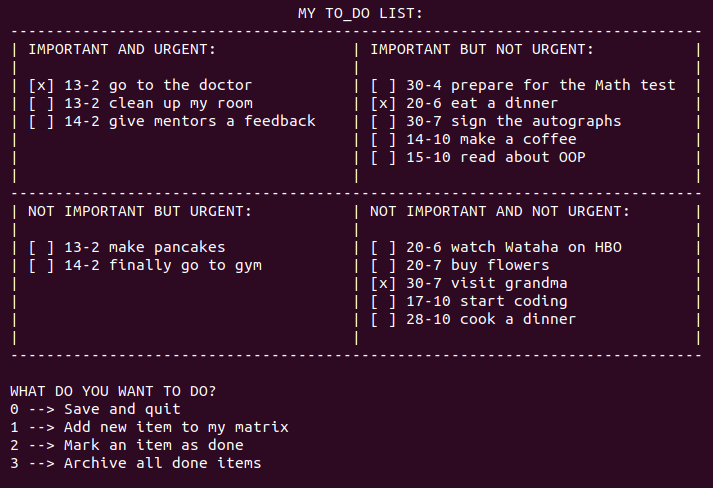 MY TO_DO LIST:
--------------------------------------------------------------------------------
| IMPORTANT AND URGENT: | IMPORTANT BUT NOT URGENT: |
| | |
| [x] 13-2 go to the doctor | [ ] 30-4 prepare for the Math test |
| [ ] 13-2 clean up my room | [x] 20-6 eat a dinner |
| [ ] 14-2 give mentors a feedback | [ ] 30-7 sign the autographs |
| | [ ] 14-10 make a coffee |
| | [ ] 15-10 read about OOP |
| | |
--------------------------------------------------------------------------------
| NOT IMPORTANT BUT URGENT: | NOT IMPORTANT AND NOT URGENT: |
| | |
| [ ] 13-2 make pancakes | [ ] 20-6 watch Wataha on HBO |
| [ ] 14-2 finally go to gym | [ ] 20-7 buy flowers |
| | [x] 30-7 visit grandma |
| | [ ] 17-10 start coding |
| | [ ] 28-10 cook a dinner |
| | |
--------------------------------------------------------------------------------
WHAT DO YOU WANT TO DO?
0 --> Save and quit
1 --> Add new item to my matrix
2 --> Mark an item as done
3 --> Archive all done items